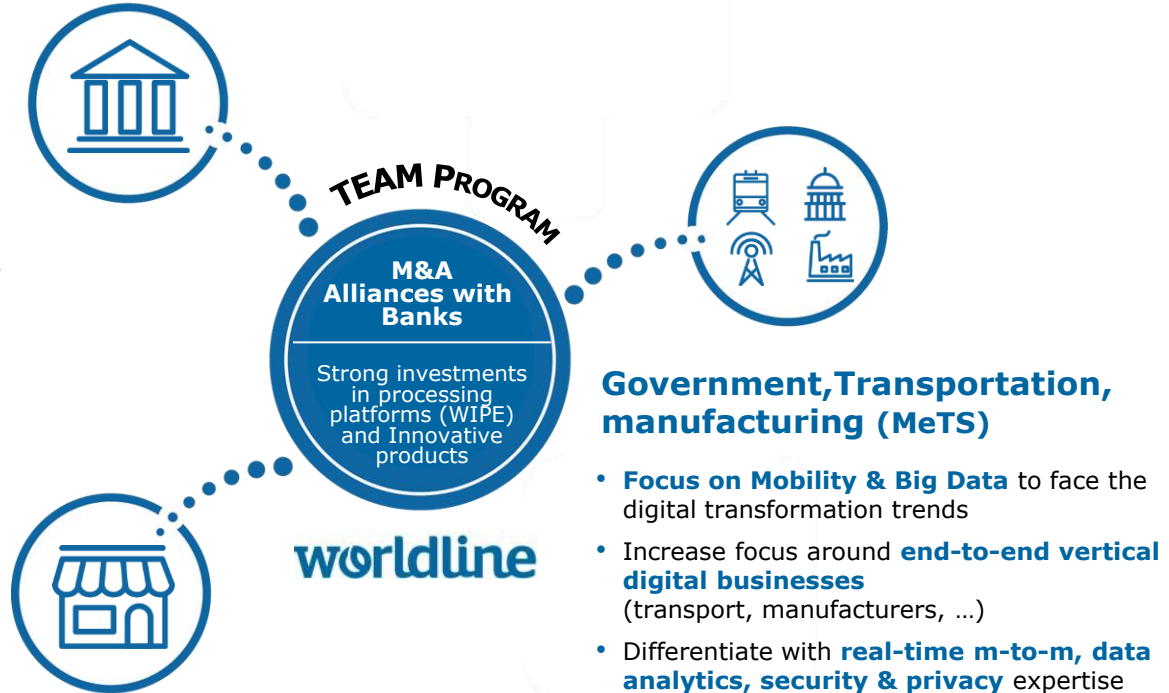 TEAM PROGRAM
M&A
Alliances with
Banks
Strong investments
in processing
platforms (WIPE)
and Innovative
products
worldline
Government,Transportation,
manufacturing (MeTS)
• Focus on Mobility & Big Data to face the
digital transformation trends
• Increase focus around end-to-end vertical
digital businesses
(transport, manufacturers, …)
• Differentiate with real-time m-to-m, data
analytics, security & privacy expertise